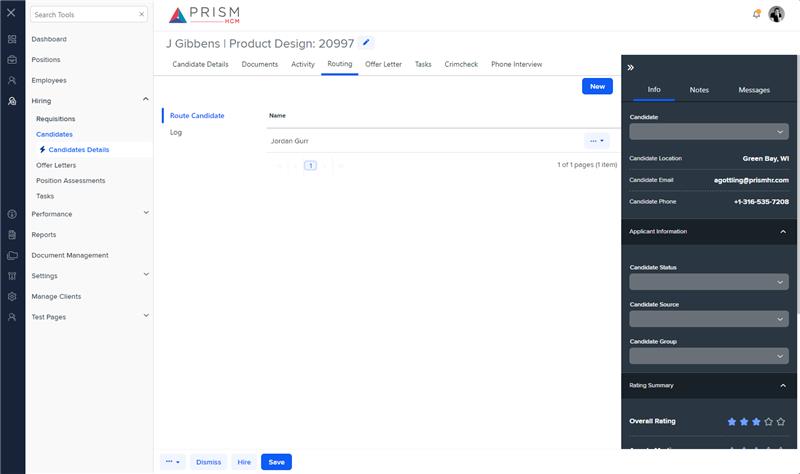 Search Tools
PRISM
HCM
J Gibbens | Product Design: 20997
Candidate Details Documents Activity Routing Offer Letter Tasks Crimcheck Phone Interview
New
Dashboard
Positions
Employees
Hiring
Requisitions
Candidates
Candidates Details
Offer Letters
Position Assessments
Tasks
Performance
Reports
Document Management
Settings
Manage Clients
Test Pages
Route Candidate
Log
Name
Jordan Gurr
1
1 of 1 pages (1 item)
Info Notes Messages
Candidate
Candidate Location Green Bay, WI
Candidate Email agottling@prismhr.com
Candidate Phone +1-316-535-7208
Applicant Information
Candidate Status
Candidate Source
Candidate Group
Rating Summary
Overall Rating
Dismiss Hire Save